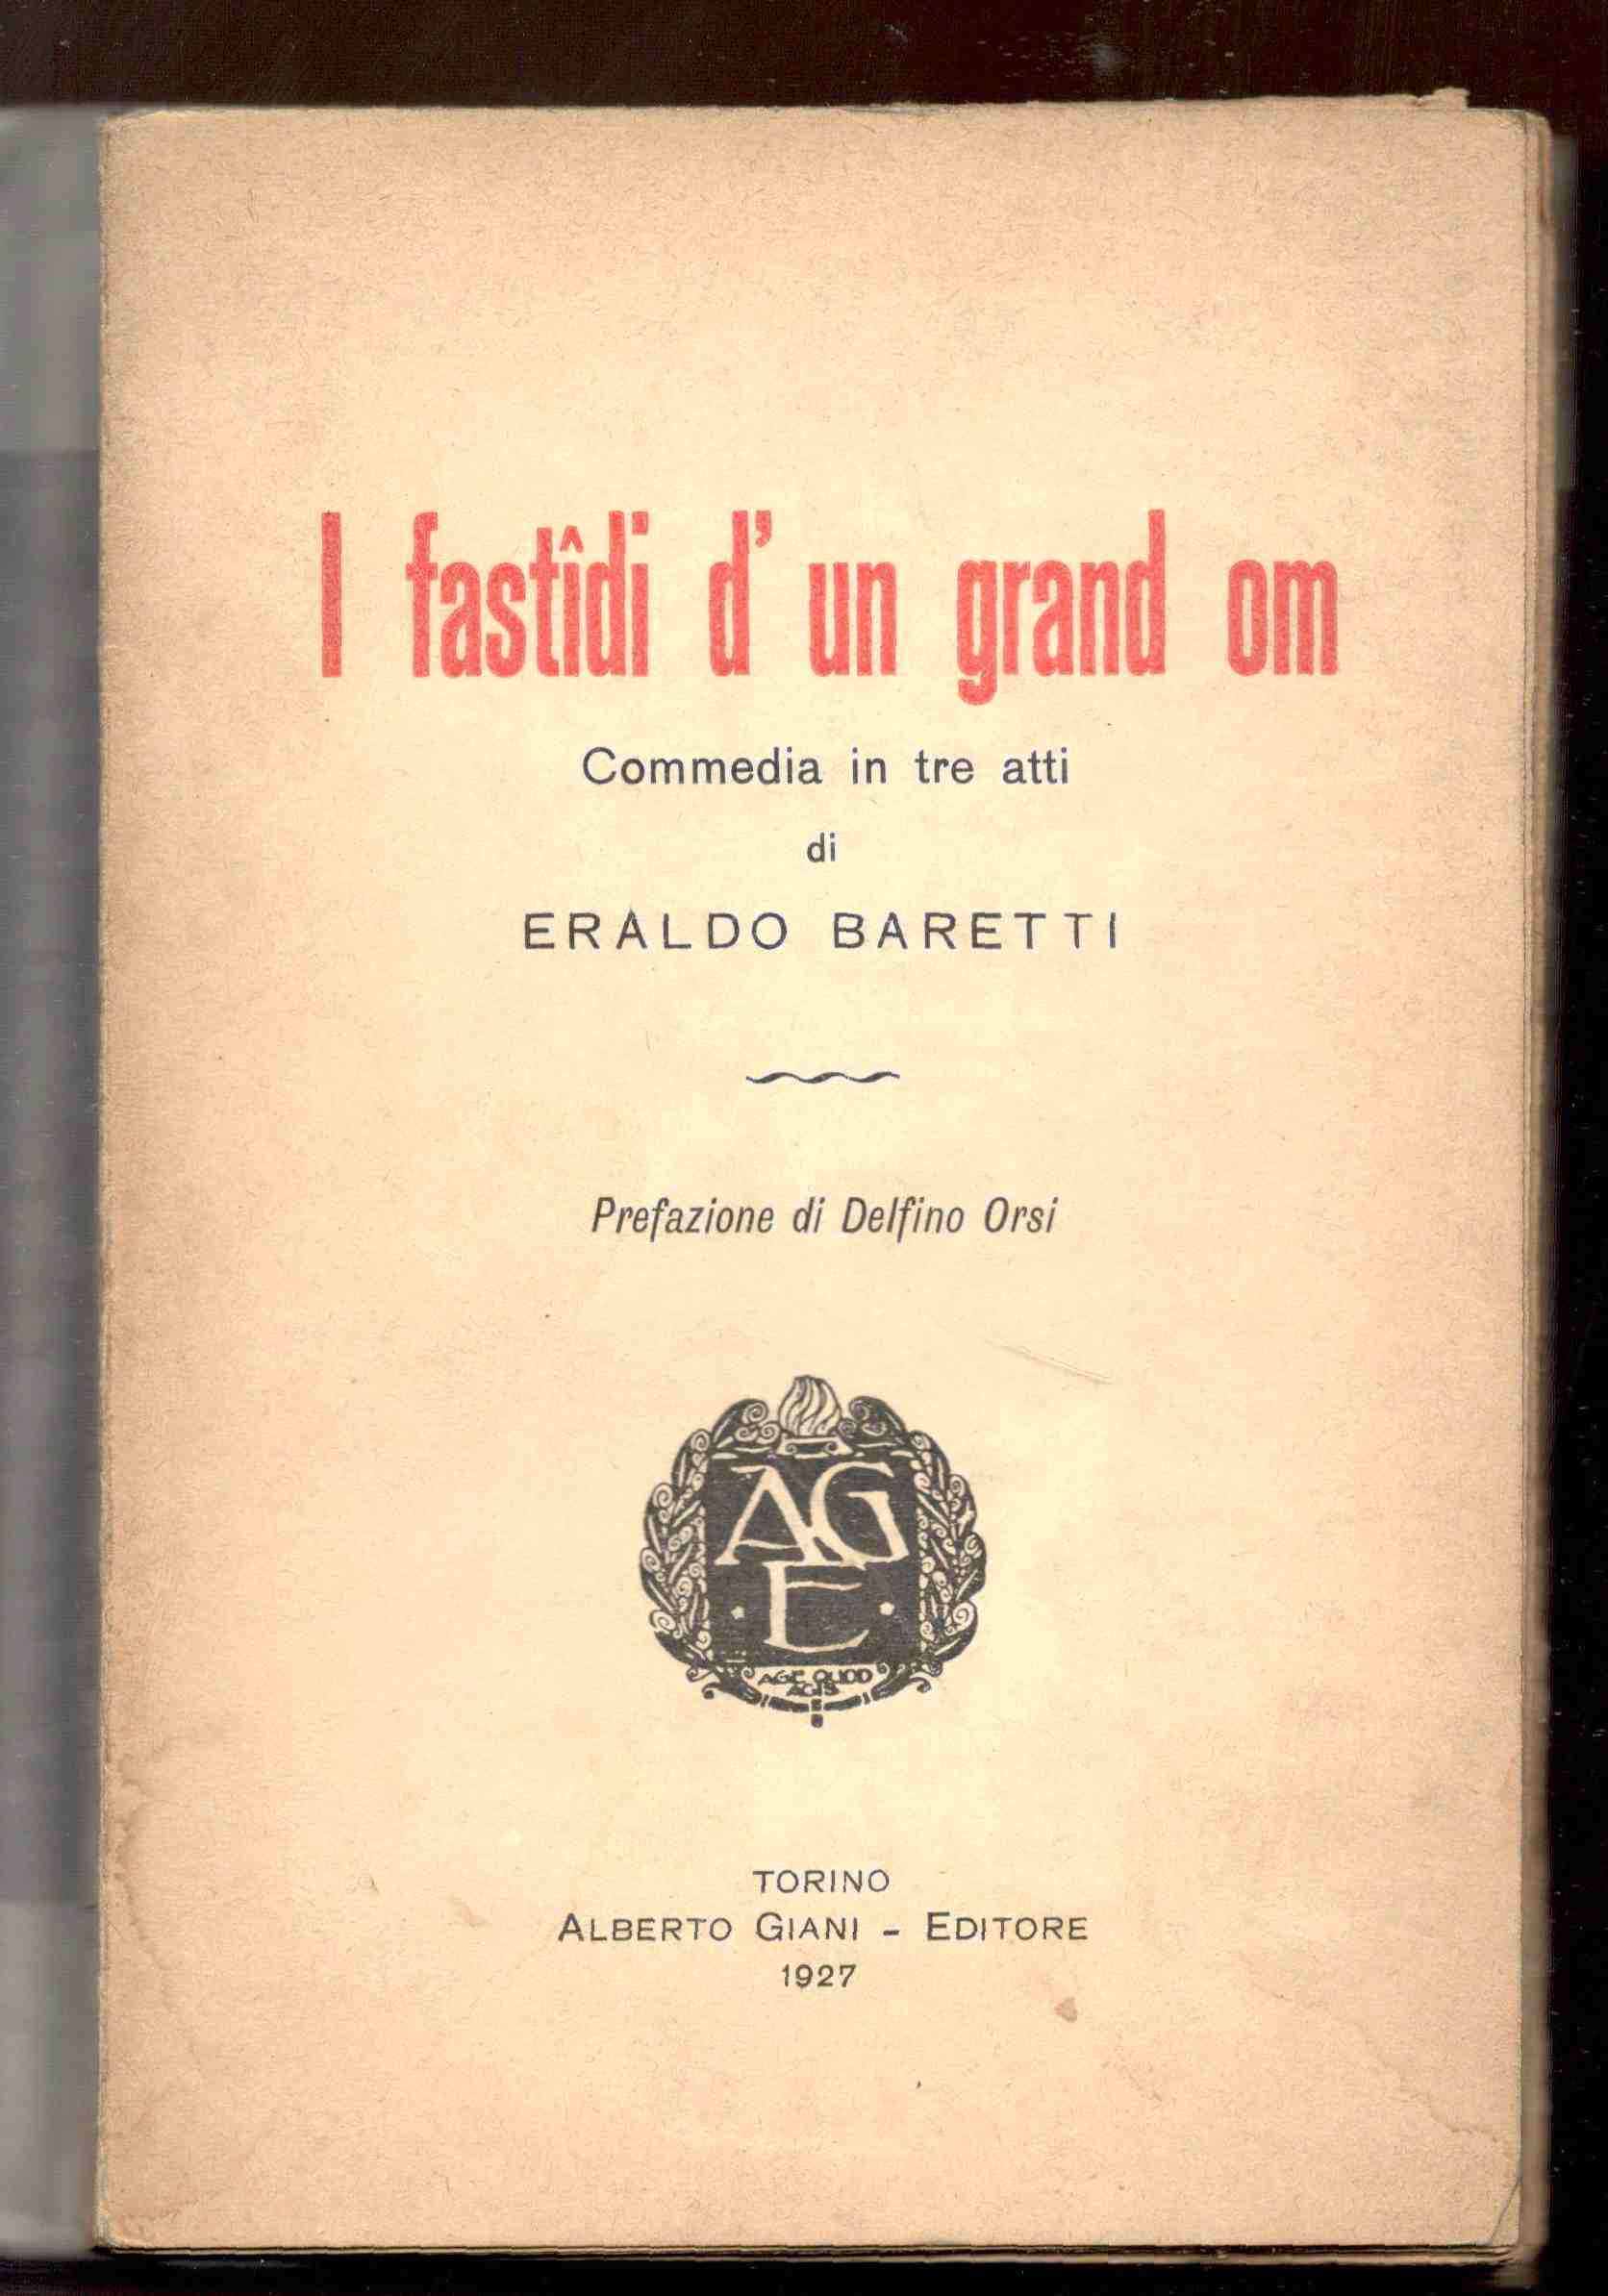 I fastîdi d' un grand om
Commedia in tre atti
di
ERALDO BARETTI
Prefazione di Delfino Orsi
AG
E
AGE QUOD
AGIS
TORINO
ALBERTO GIANI - EDITORE
1927